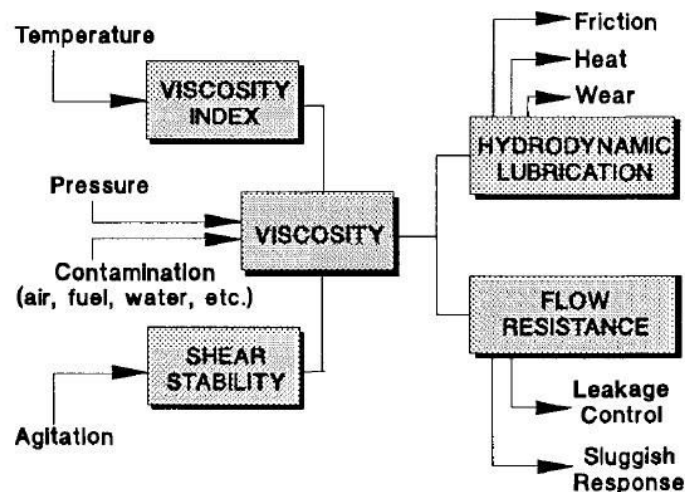 Temperature
VISCOSITY
INDEX
Pressure
VISCOSITY
Contamination
(air, fuel, water, etc.)
SHEAR
STABILITY
Agitation
Friction
Heat
Wear
HYDRODYNAMIC
LUBRICATION
FLOW
RESISTANCE
Leakage
Control
Sluggish
Response